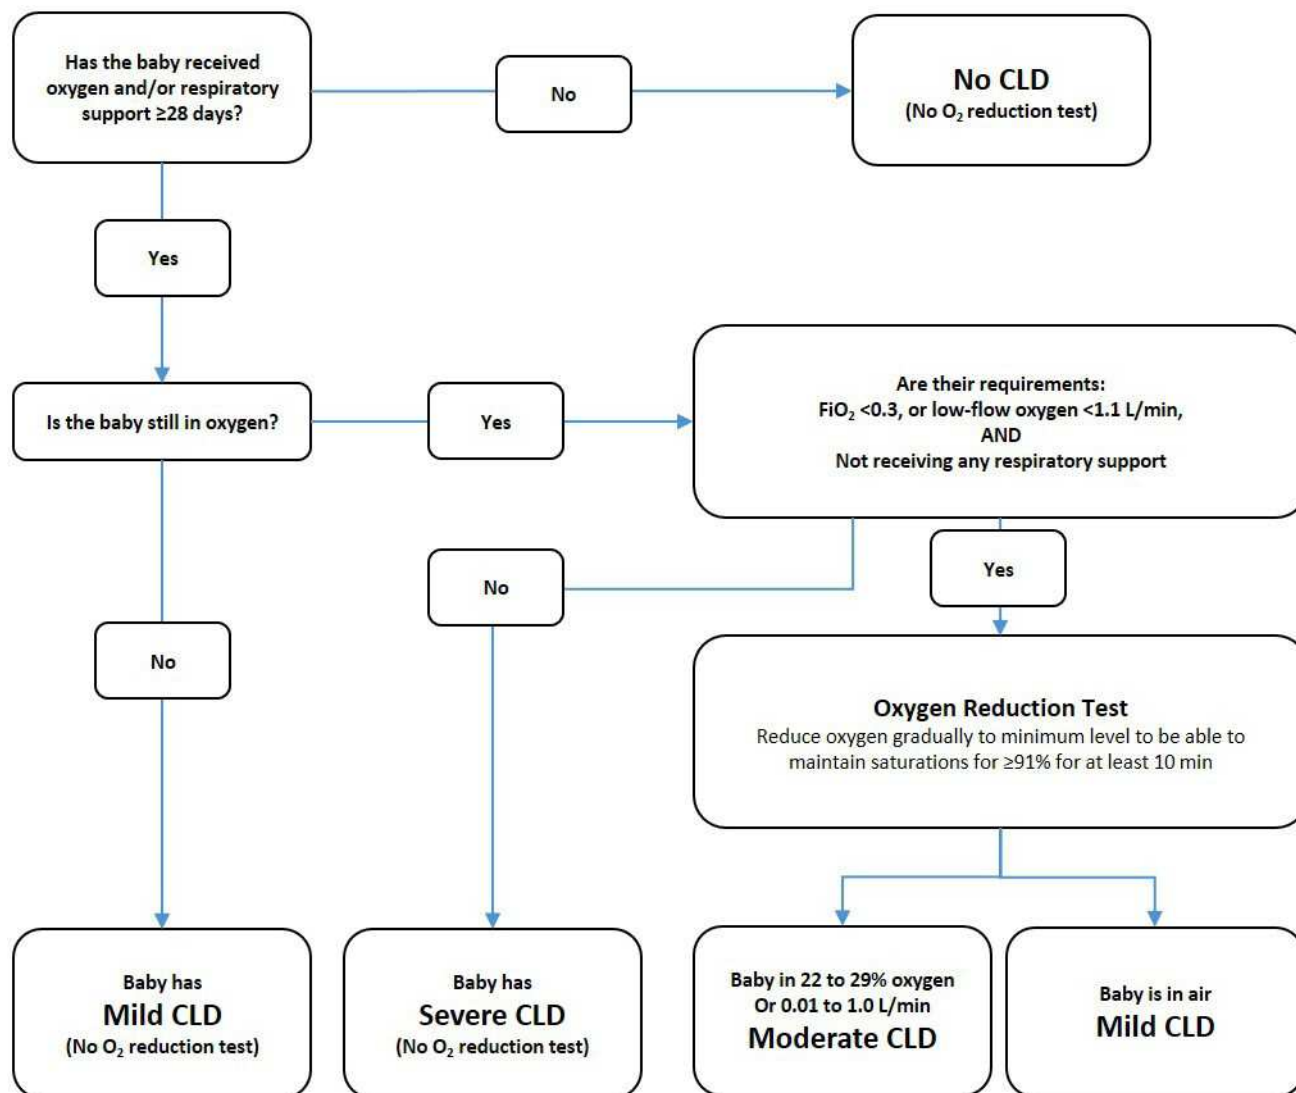 Has the baby received
oxygen and/or respiratory
support ≥28 days?
No
No CLD
(No O₂ reduction test)
Yes
Is the baby still in oxygen?
Yes
Are their requirements:
FiO₂ <0.3, or low-flow oxygen <1.1 L/min,
AND
Not receiving any respiratory support
No
Yes
No
Oxygen Reduction Test
Reduce oxygen gradually to minimum level to be able to
maintain saturations for ≥91% for at least 10 min
Baby has
Mild CLD
(No O₂ reduction test)
Baby has
Severe CLD
(No O₂ reduction test)
Baby in 22 to 29% oxygen
Or 0.01 to 1.0 L/min
Moderate CLD
Baby is in air
Mild CLD